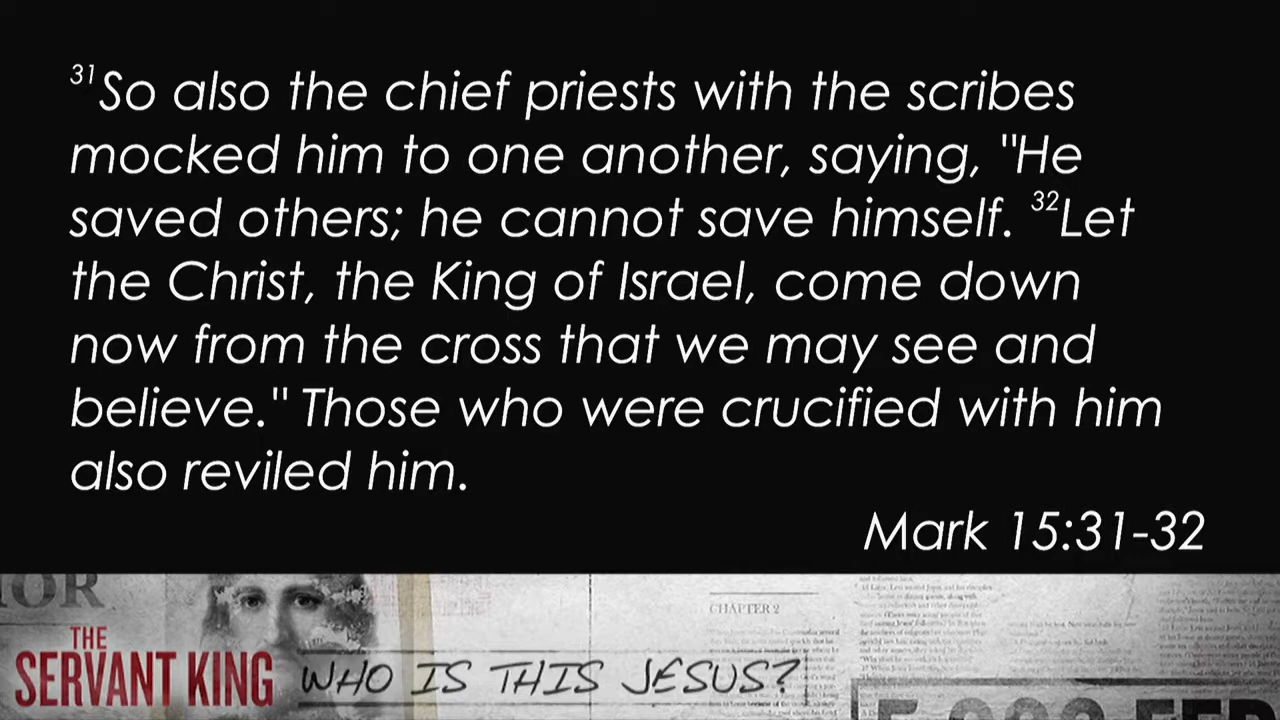 ³¹So also the chief priests with the scribes
mocked him to one another, saying, "He
saved others; he cannot save himself. ³²Let
the Christ, the King of Israel, come down
now from the cross that we may see and
believe." Those who were crucified with him
also reviled him.
Mark 15:31-32
IOR
CHAPTER 2
THE
SERVANT KING
WHO IS THIS JESUS?